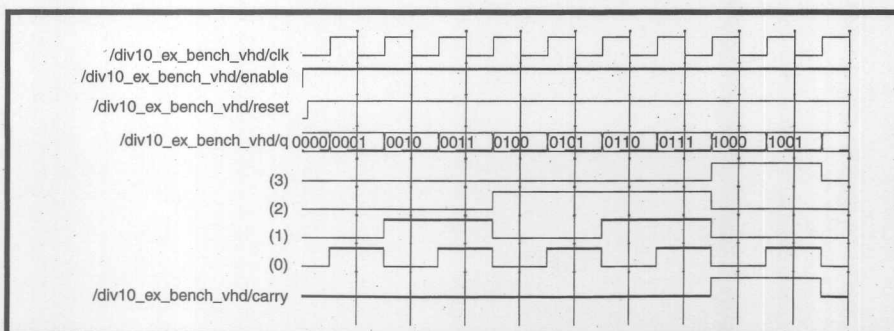 /div10_ex_bench_vhd/clk
/div10_ex_bench_vhd/enable
/div10_ex_bench_vhd/reset
/div10_ex_bench_vhd/q 0000 0001 0010 0011 0100 0101 0110 0111 1000 1001
(3)
(2)
(1)
(0)
/div10_ex_bench_vhd/carry